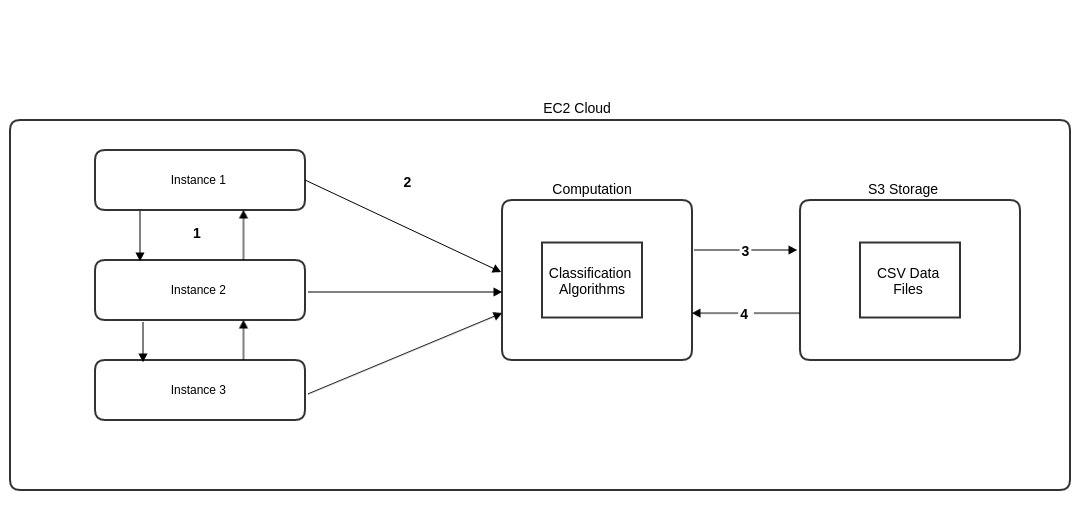 EC2 Cloud
Instance 1
2
Computation
S3 Storage
1
3
Classification
Algorithms
CSV Data
Files
Instance 2
4
Instance 3